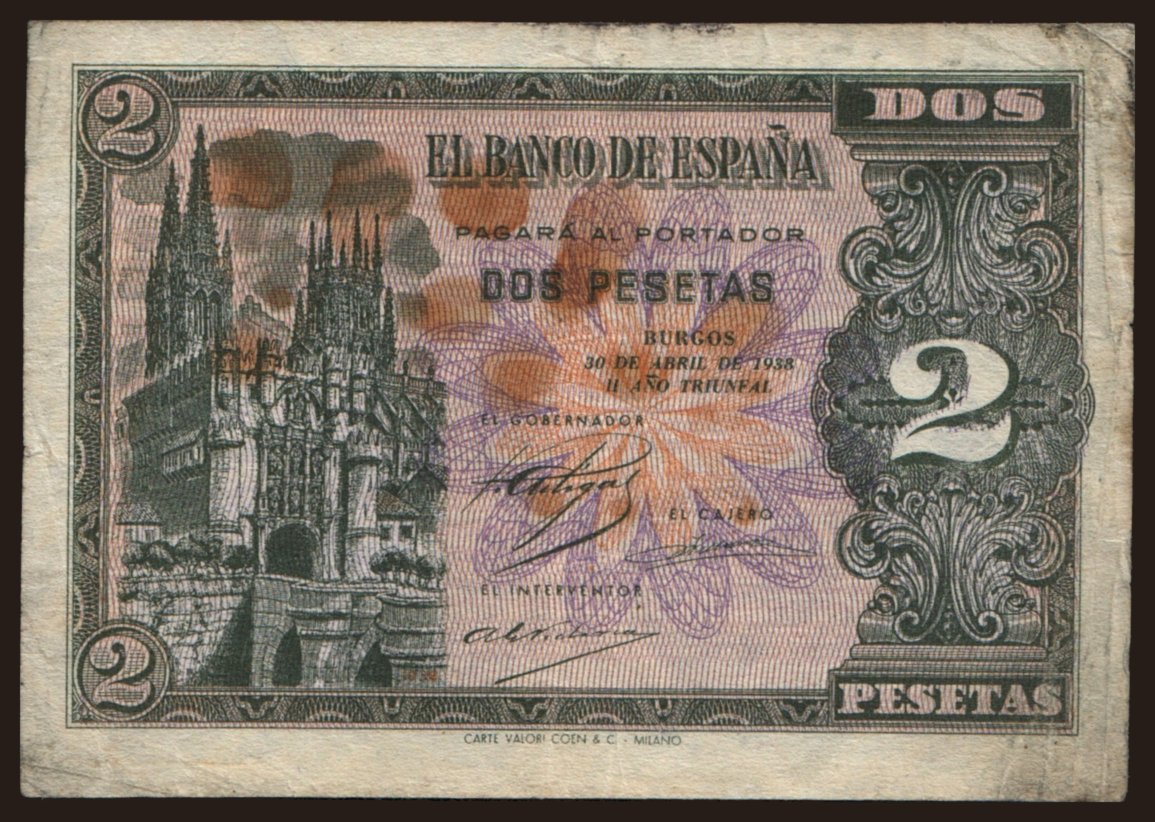 2
DOS
EL BANCO DE ESPAÑA
PAGARÁ AL PORTADOR
DOS PESETAS
BURGOS
30 DE ABRIL DE 1938
II AÑO TRIUNFAL
2
EL GOBERNADOR
EL CAJERO
EL INTERVENTOR
2
PESETAS
CARTE VALORI COEN & C. - MILANO